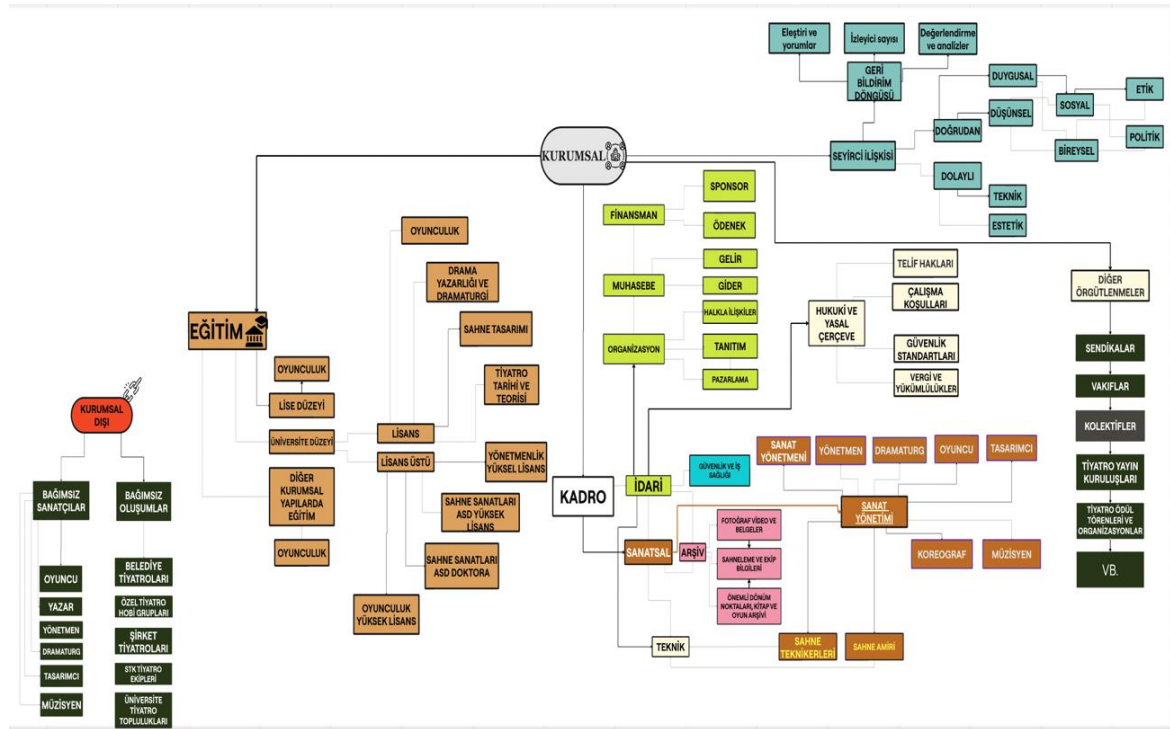 Eleştiri ve
yorumlar
İzleyici sayısı
Değerlendirme
ve analizler
GERİ
BİLDİRİM
DÖNGÜSÜ
DUYGUSAL
SOSYAL
ETİK
DÜŞÜNSEL
DOĞRUDAN
POLİTİK
BİREYSEL
KURUMSAL
SEYİRCİ İLİŞKİSİ
DOLAYLI
TEKNİK
ESTETİK
SPONSOR
FİNANSMAN
ÖDENEK
GELİR
MUHASEBE
GİDER
HALKLA İLİŞKİLER
ORGANİZASYON
TANITIM
PAZARLAMA
TELİF HAKLARI
ÇALIŞMA
KOŞULLARI
HUKUKİ VE
YASAL
ÇERÇEVE
GÜVENLİK
STANDARTLARI
VERGİ VE
YÜKÜMLÜLÜKLER
DİĞER
ÖRGÜTLENMELER
SENDİKALAR
VAKIFLAR
KOLEKTİFLER
TİYATRO YAYIN
KURULUŞLARI
TİYATRO ÖDÜL
TÖRENLERİ VE
ORGANİZASYONLAR
VB.
OYUNCULUK
DRAMA
YAZARLIĞI VE
DRAMATURGİ
SAHNE TASARIMI
TİYATRO
TARİHİ VE
TEORİSİ
EĞİTİM
OYUNCULUK
LİSE DÜZEYİ
ÜNİVERSİTE DÜZEYİ
LİSANS
LİSANS ÜSTÜ
YÖNETMENLİK
YÜKSEL LİSANS
DİĞER
KURUMSAL
YAPILARDA
EĞİTİM
OYUNCULUK
SAHNE SANATLARI
ASD YÜKSEK
LİSANS
SAHNE SANATLARI
ASD DOKTORA
OYUNCULUK
YÜKSEK LİSANS
KURUMSAL
DIŞI
BAĞIMSIZ
SANATÇILAR
BAĞIMSIZ
OLUŞUMLAR
OYUNCU
YAZAR
YÖNETMEN
DRAMATURG
TASARIMCI
MÜZİSYEN
BELEDİYE
TİYATROLARI
ÖZEL TİYATRO
HOBİ GRUPLARI
ŞİRKET
TİYATROLARI
STK TİYATRO
EKİPLERİ
ÜNİVERSİTE
TİYATRO
TOPLULUKLARI
KADRO
İDARİ
GÜVENLİK VE İŞ
SAĞLIĞI
SANATSAL
ARŞİV
FOTOĞRAF VİDEO VE
BELGELER
SAHNELEME VE EKİP
BİLGİLERİ
ÖNEMLİ DÖNÜM
NOKTALARI, KİTAP VE
OYUN ARŞİVİ
TEKNİK
SANAT
YÖNETMENİ
YÖNETMEN
DRAMATURG
OYUNCU
TASARIMCI
SANAT
YÖNETİMİ
KOREOGRAF
MÜZİSYEN
SAHNE
TEKNİKERLERİ
SAHNE AMİRİ